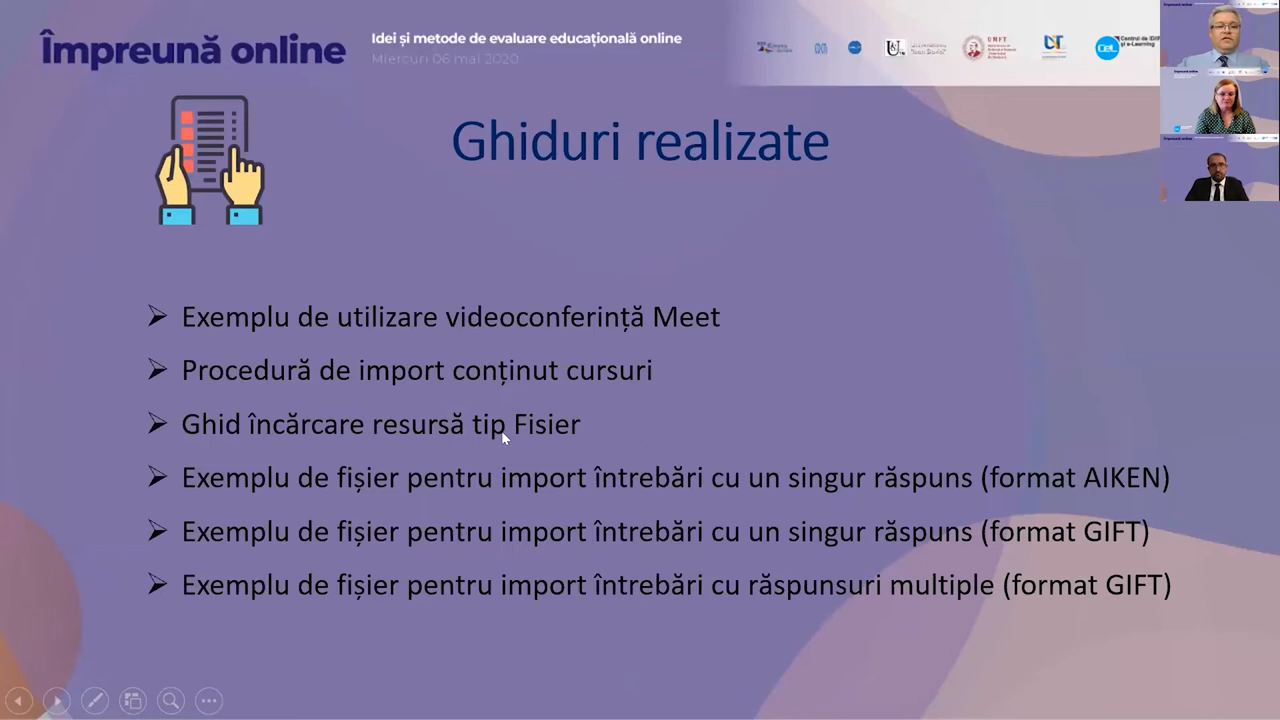 Împreună online
Idei și metode de evaluare educațională online
Miercuri 06 mai 2020
UMFT
Ghiduri realizate
Exemplu de utilizare videoconferință Meet
Procedură de import conținut cursuri
Ghid încărcare resursă tip Fisier
Exemplu de fișier pentru import întrebări cu un singur răspuns (format AIKEN)
Exemplu de fișier pentru import întrebări cu un singur răspuns (format GIFT)
Exemplu de fișier pentru import întrebări cu răspunsuri multiple (format GIFT)